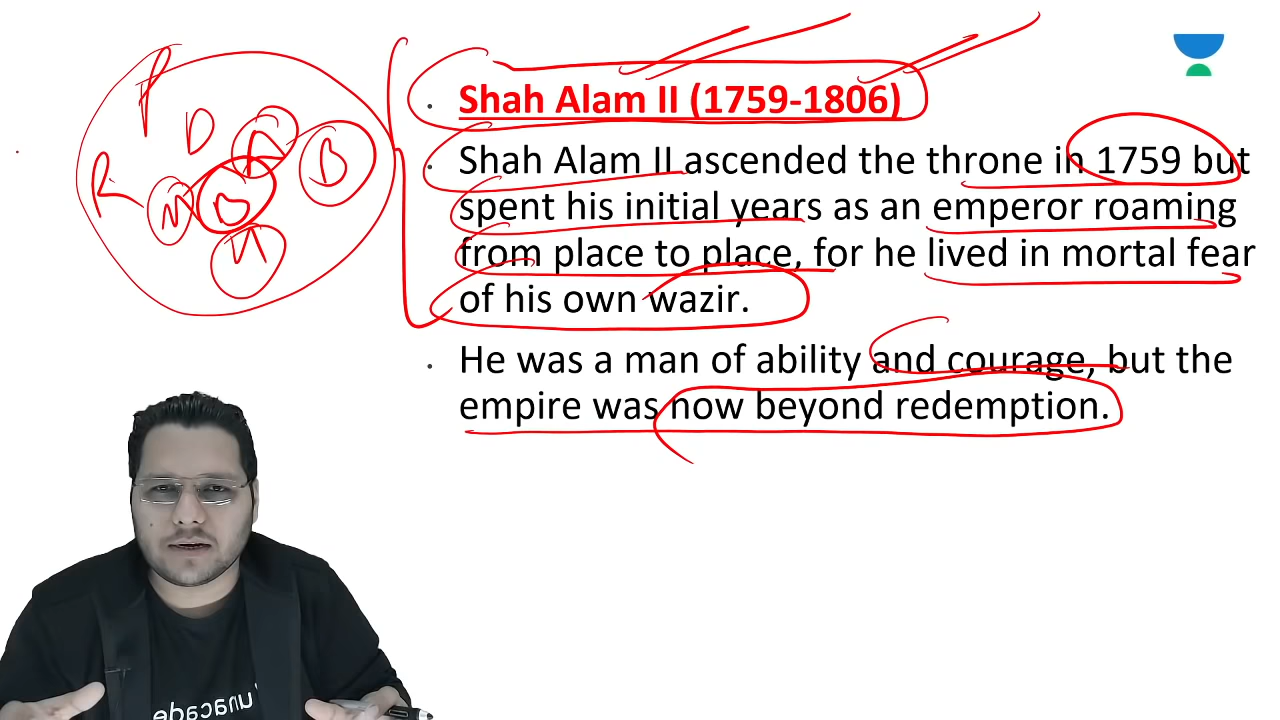 Shah Alam II (1759-1806)
Shah Alam II ascended the throne in 1759 but
spent his initial years as an emperor roaming
from place to place, for he lived in mortal fear
of his own wazir.
He was a man of ability and courage, but the
empire was now beyond redemption.
P
D
A
B
R
M
D
unacade